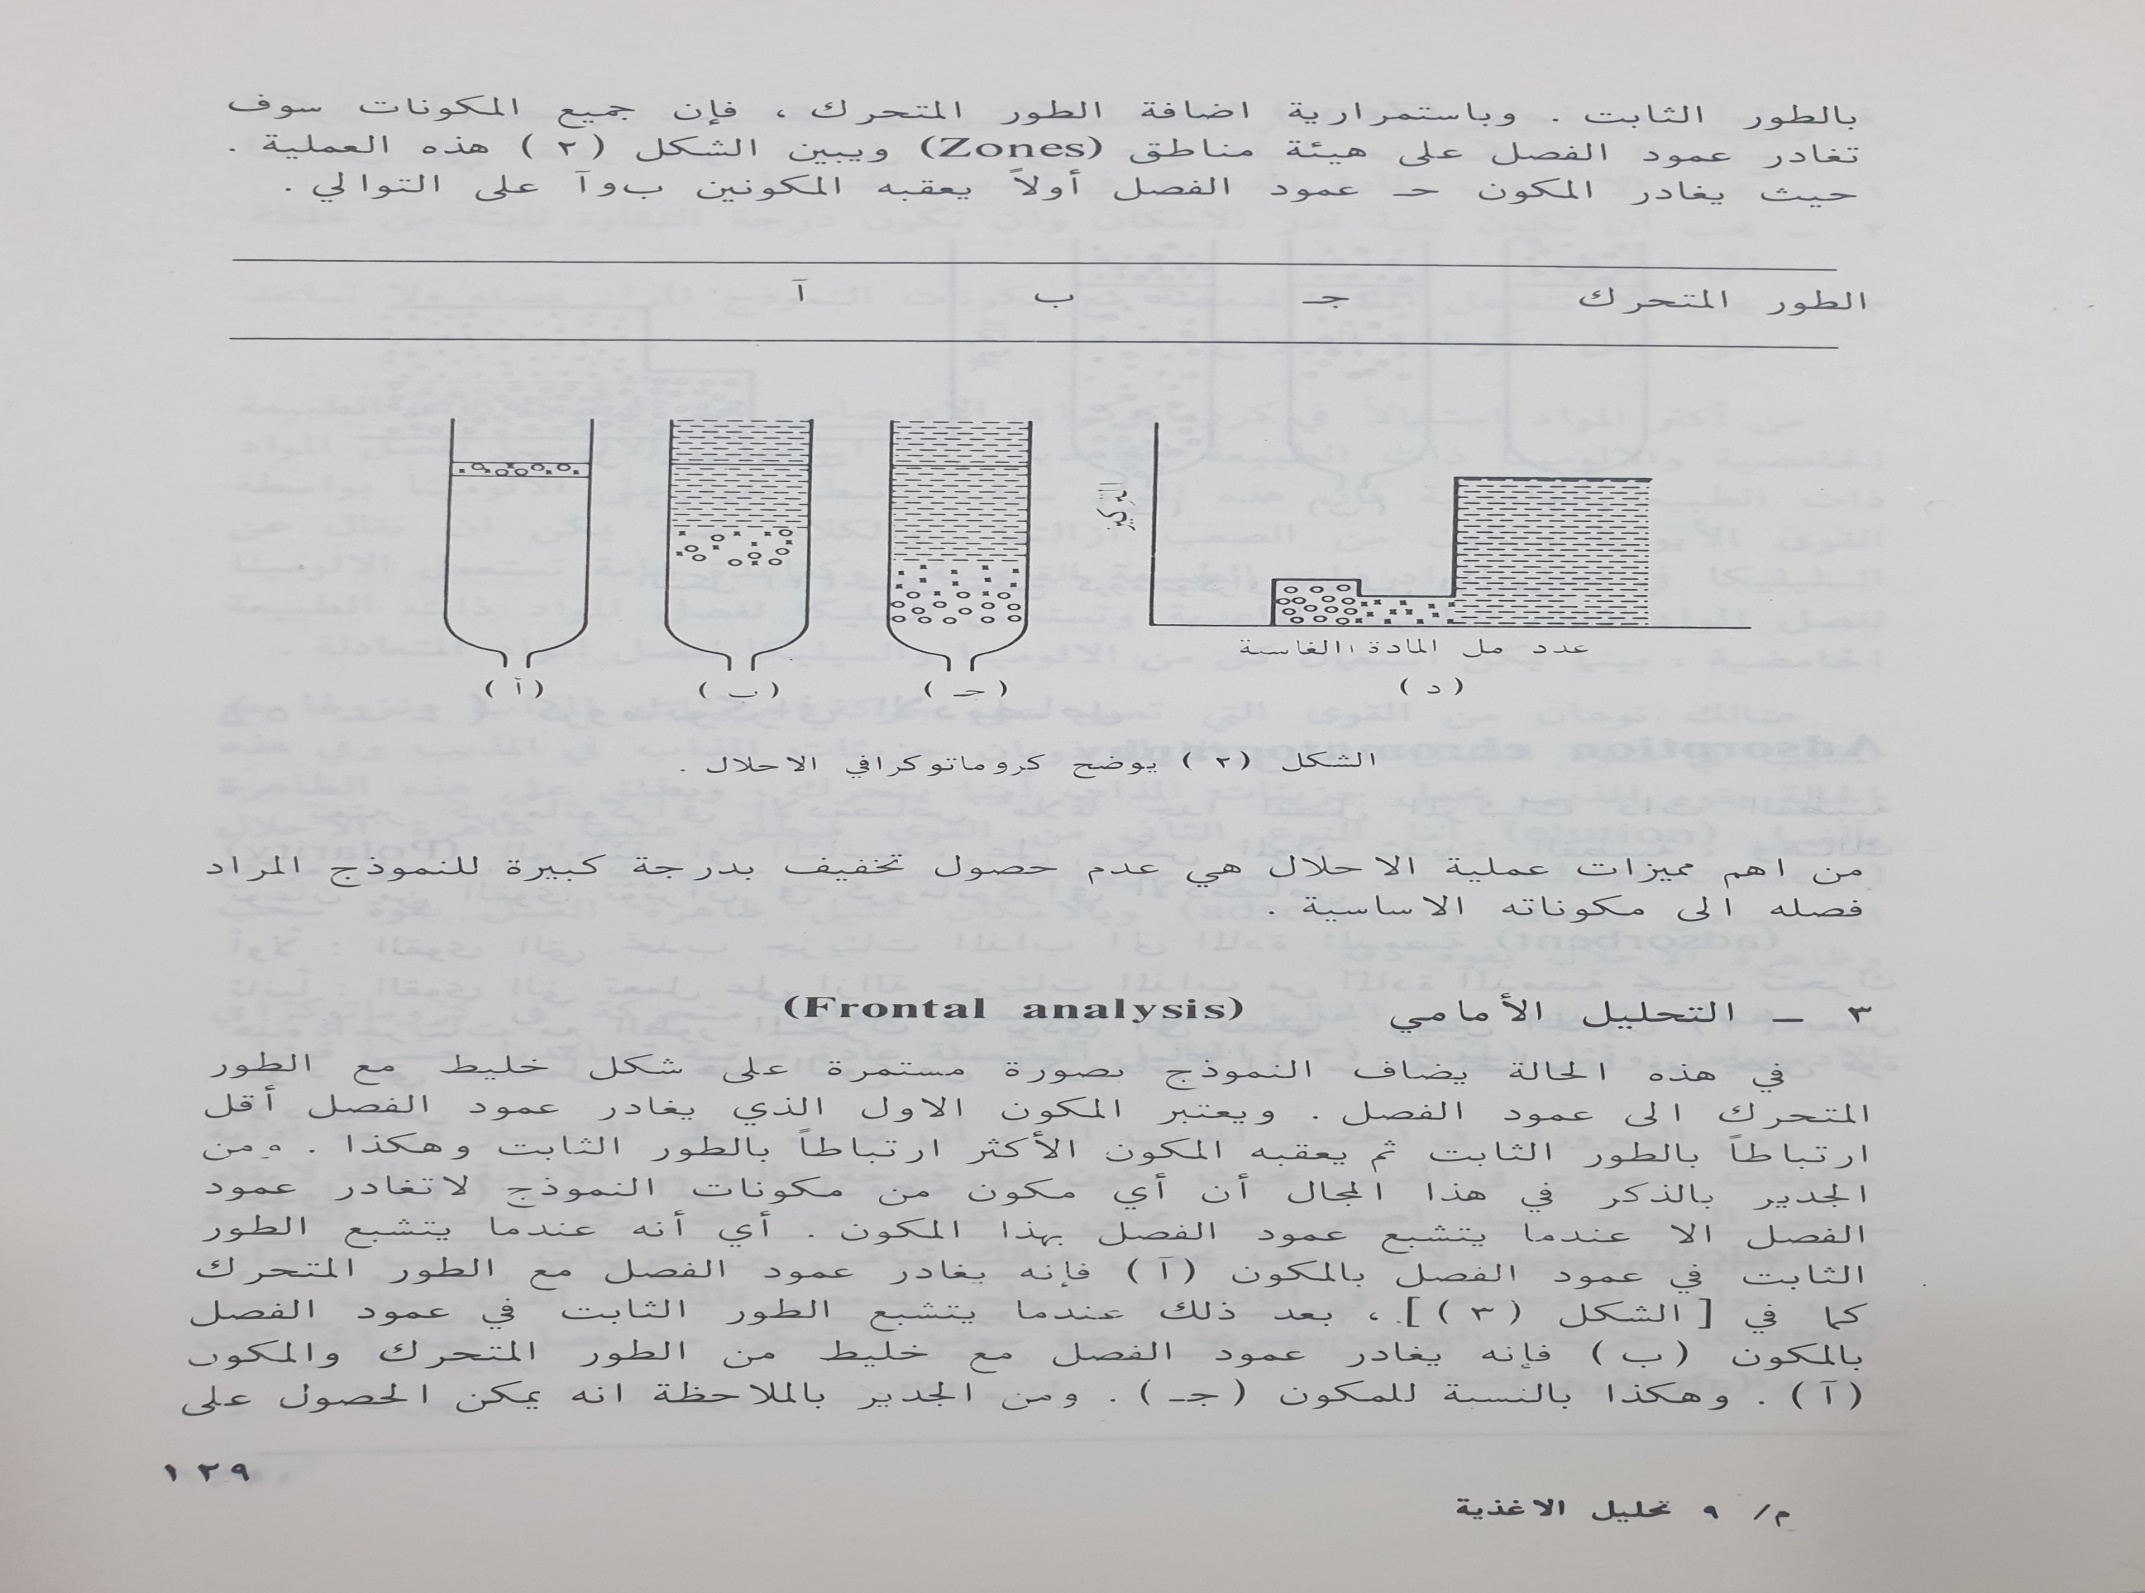 بالطور الثابت . وباستمرارية اضافة الطور المتحرك ، فإن جميع المكونات سوف
تغادر عمود الفصل على هيئة مناطق (Zones) ويبين الشكل (٢) هذه العملية .
حيث يغادر المكون حـ عمود الفصل أولاً يعقبه المكونين ب وآ على التوالي .
الطور المتحرك جـ ب آ
التركيز
عدد مل المادة الغاسبة
(أ) (ب) (حـ) (د)
الشكل (٢) يوضح كروماتوكرافي الاحلال .
من اهم مميزات عملية الاحلال هي عدم حصول تخفيف بدرجة كبيرة للنموذج المراد
فصله الى مكوناته الاساسية .
٣ ــ التحليل الأمامي (Frontal analysis)
في هذه الحالة يضاف النموذج بصورة مستمرة على شكل خليط مع الطور
المتحرك الى عمود الفصل . ويعتبر المكون الاول الذي يغادر عمود الفصل أقل
ارتباطاً بالطور الثابت ثم يعقبه المكون الأكثر ارتباطاً بالطور الثابت وهكذا . ومن
الجدير بالذكر في هذا المجال أن أي مكون من مكونات النموذج لاتغادر عمود
الفصل الا عندما يتشبع عمود الفصل بهذا المكون . أي أنه عندما يتشبع الطور
الثابت في عمود الفصل بالمكون (آ) فإنه يغادر عمود الفصل مع الطور المتحرك
كما في [الشكل (٣)] ، بعد ذلك عندما يتشبع الطور الثابت في عمود الفصل
بالمكون (ب) فإنه يغادر عمود الفصل مع خليط من الطور المتحرك والمكون
(آ) . وهكذا بالنسبة للمكون (جـ) . ومن الجدير بالملاحظة انه يمكن الحصول على
١٢٩
م/ ٩ تحليل الاغذية